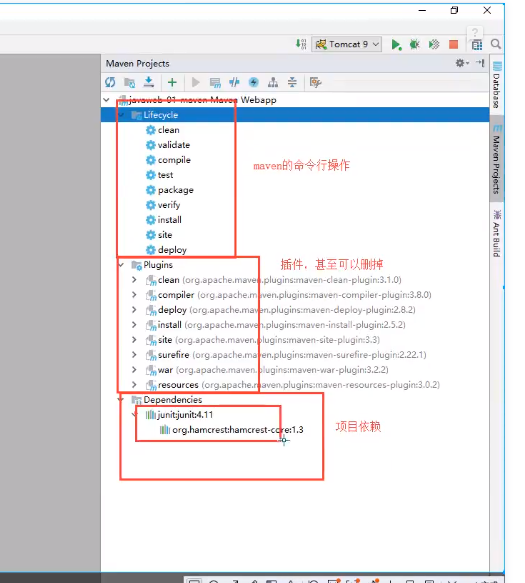 Tomcat 9
Maven Projects
javaweb-01-maven Maven Webapp
Lifecycle
clean
validate
compile
test
package
verify
install
site
deploy
maven的命令行操作
Plugins
插件，甚至可以删掉
clean (org.apache.maven.plugins:maven-clean-plugin:3.1.0)
compiler (org.apache.maven.plugins:maven-compiler-plugin:3.8.0)
deploy (org.apache.maven.plugins:maven-deploy-plugin:2.8.2)
install (org.apache.maven.plugins:maven-install-plugin:2.5.2)
site (org.apache.maven.plugins:maven-site-plugin:3.3)
surefire (org.apache.maven.plugins:maven-surefire-plugin:2.22.1)
war (org.apache.maven.plugins:maven-war-plugin:3.2.2)
resources (org.apache.maven.plugins:maven-resources-plugin:3.0.2)
Dependencies
junit:junit:4.11
org.hamcrest:hamcrest-core:1.3
项目依赖
Database
Maven Projects
Ant Build